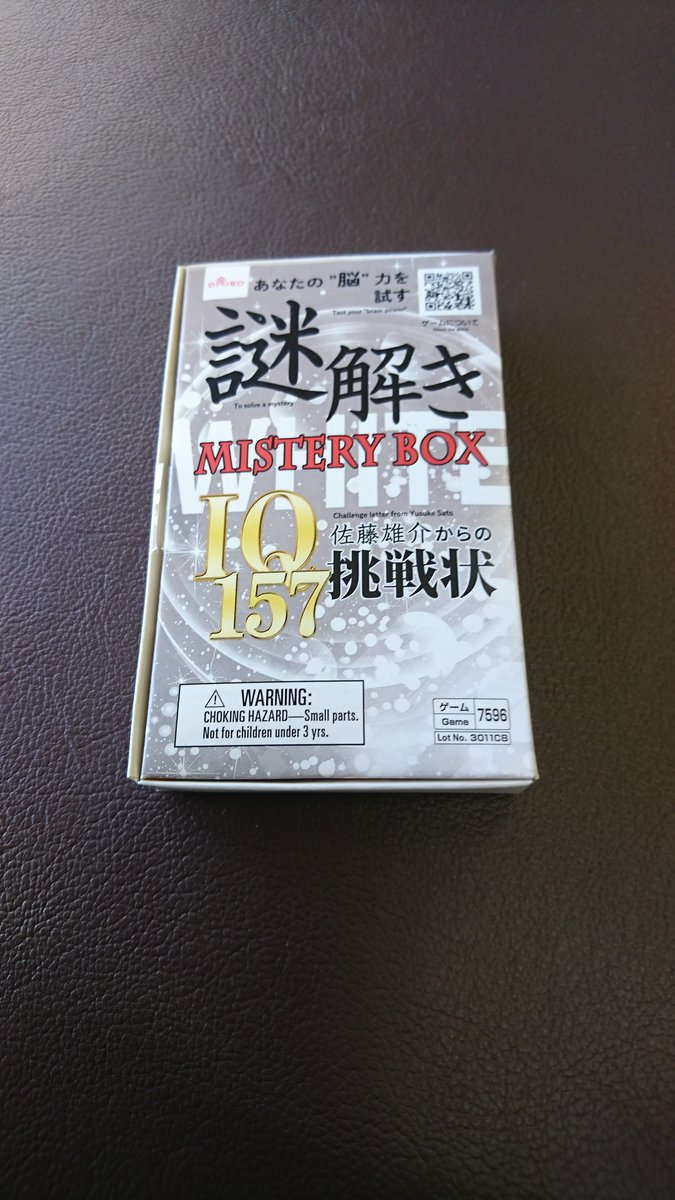 DAISO
あなたの"脳"力を
試す
Test your "brain power"
ゲームについて
About the game
謎解き
To solve a mystery
WHITE
MISTERY BOX
IQ
157
Challenge letter from Yusuke Sato
佐藤雄介からの
挑戦状
WARNING:
CHOKING HAZARD—Small parts.
Not for children under 3 yrs.
ゲーム
Game
7596
Lot No. 3011CB